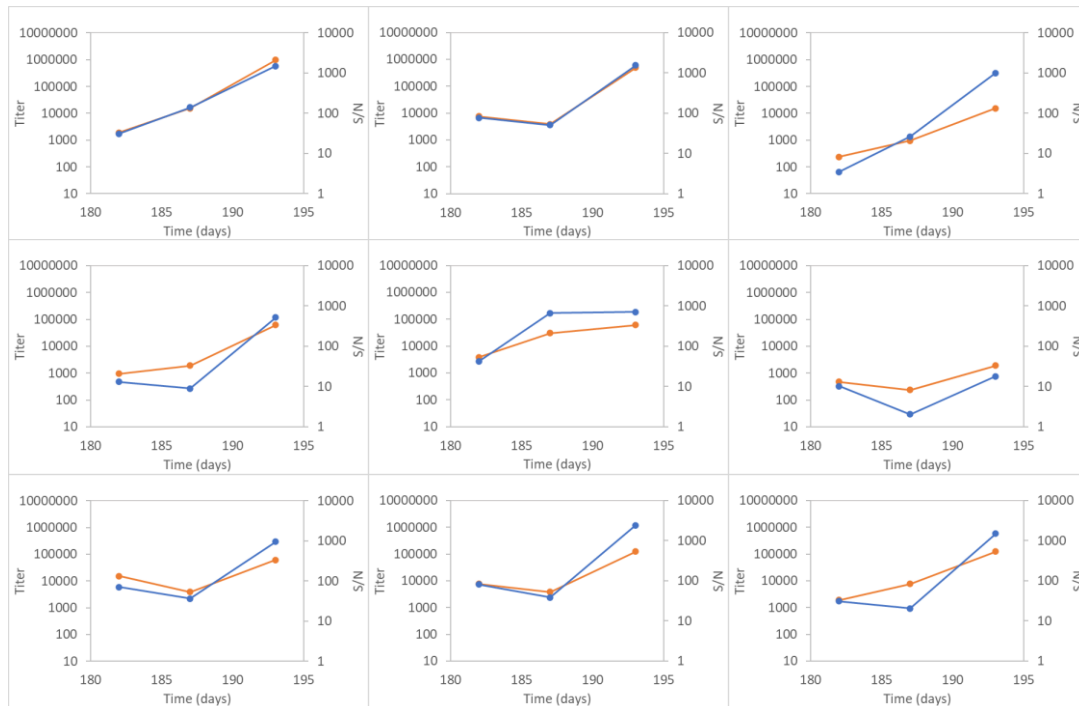 10000000 10000 10000000 10000 10000000 10000
1000000 1000000 1000000
1000 1000 1000
100000 100000 100000
Titer 10000 100 S/N Titer 10000 100 S/N Titer 10000 100 S/N
1000 1000 1000
10 10 10
100 100 100
10 1 10 1 10 1
180 185 190 195 180 185 190 195 180 185 190 195
Time (days) Time (days) Time (days)
10000000 10000 10000000 10000 10000000 10000
1000000 1000000 1000000
1000 1000 1000
100000 100000 100000
Titer 10000 100 S/N Titer 10000 100 S/N Titer 10000 100 S/N
1000 1000 1000
10 10 10
100 100 100
10 1 10 1 10 1
180 185 190 195 180 185 190 195 180 185 190 195
Time (days) Time (days) Time (days)
10000000 10000 10000000 10000 10000000 10000
1000000 1000000 1000000
1000 1000 1000
100000 100000 100000
Titer 10000 100 S/N Titer 10000 100 S/N Titer 10000 100 S/N
1000 1000 1000
10 10 10
100 100 100
10 1 10 1 10 1
180 185 190 195 180 185 190 195 180 185 190 195
Time (days) Time (days) Time (days)